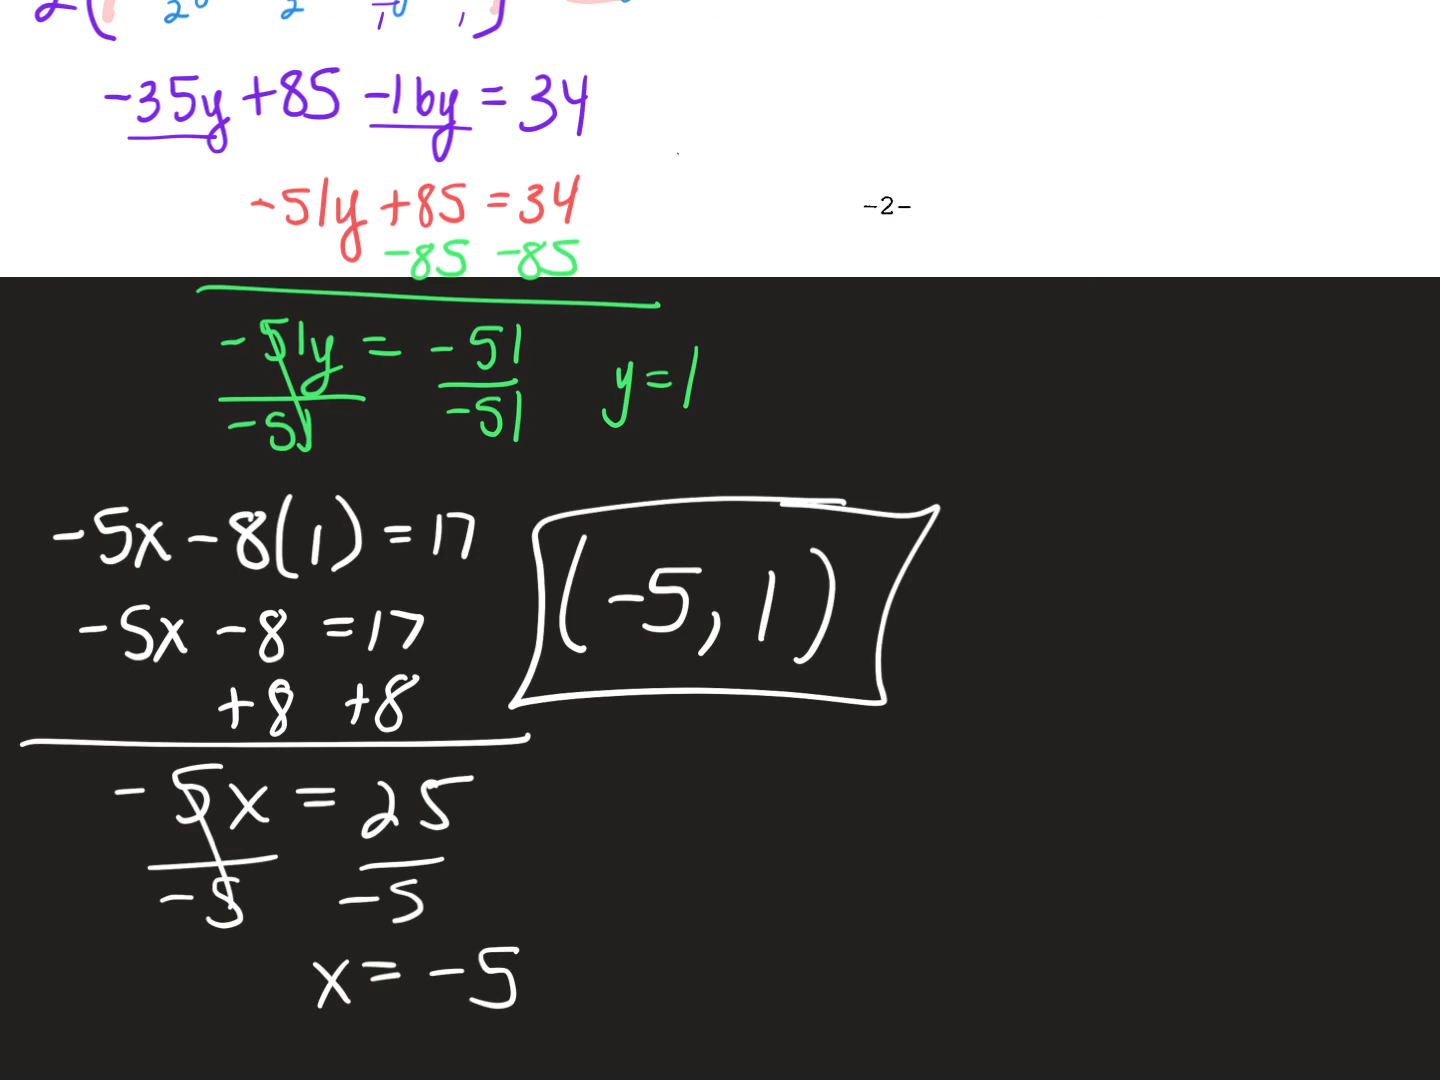 -35y +85 -16y = 34
-51y +85 = 34
-85 -85
-2-
-51y = -51
-51 -51
y = 1
-5x - 8(1) = 17
-5x - 8 = 17
+8 +8
(-5, 1)
-5x = 25
-5 -5
x = -5